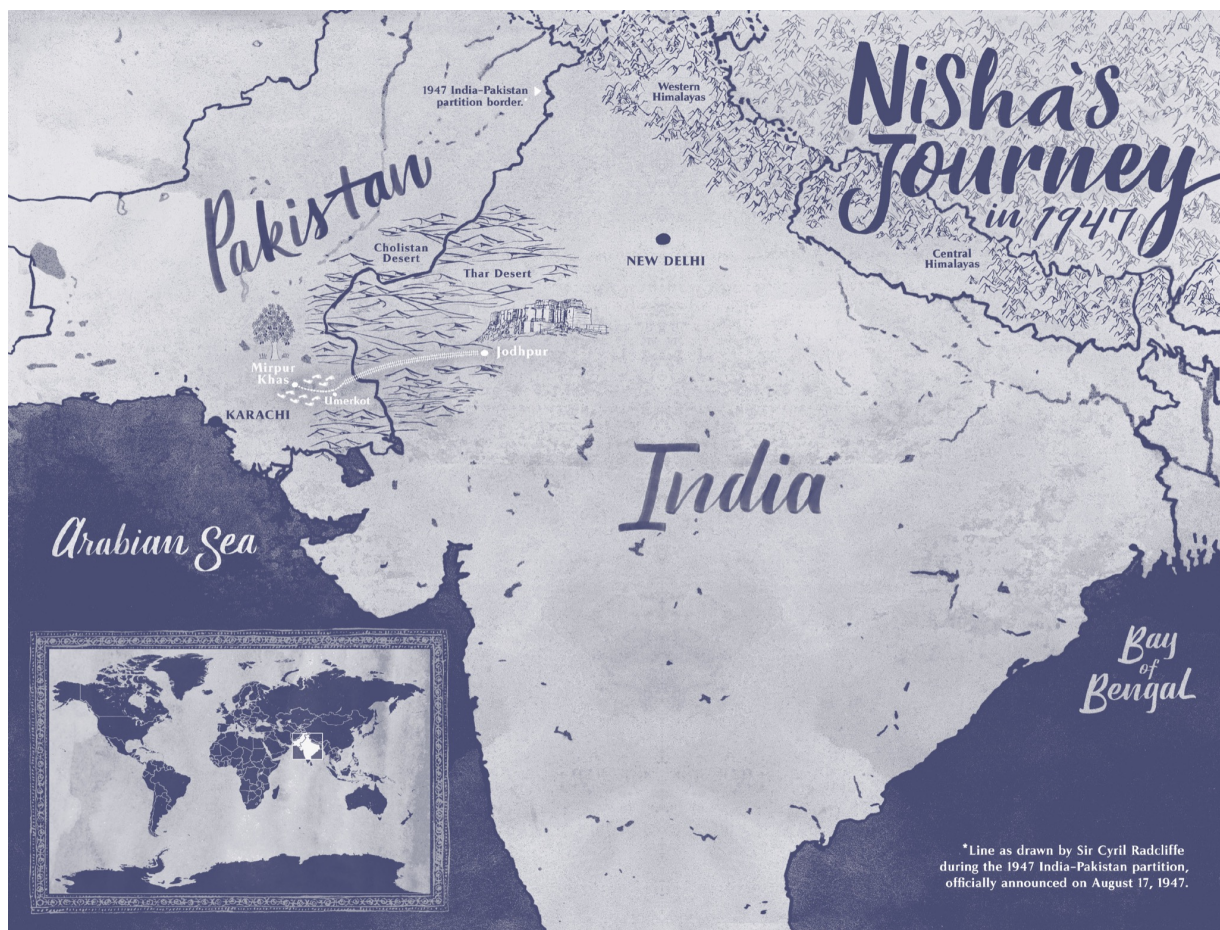 Nisha's
Journey
in 1947
1947 India–Pakistan
partition border.*
Western
Himalayas
Pakistan
Cholistan
Desert
Thar Desert
NEW DELHI
Central
Himalayas
Jodhpur
Mirpur
Khas
Umerkot
KARACHI
India
Arabian Sea
Bay
of
Bengal
*Line as drawn by Sir Cyril Radcliffe
during the 1947 India–Pakistan partition,
officially announced on August 17, 1947.